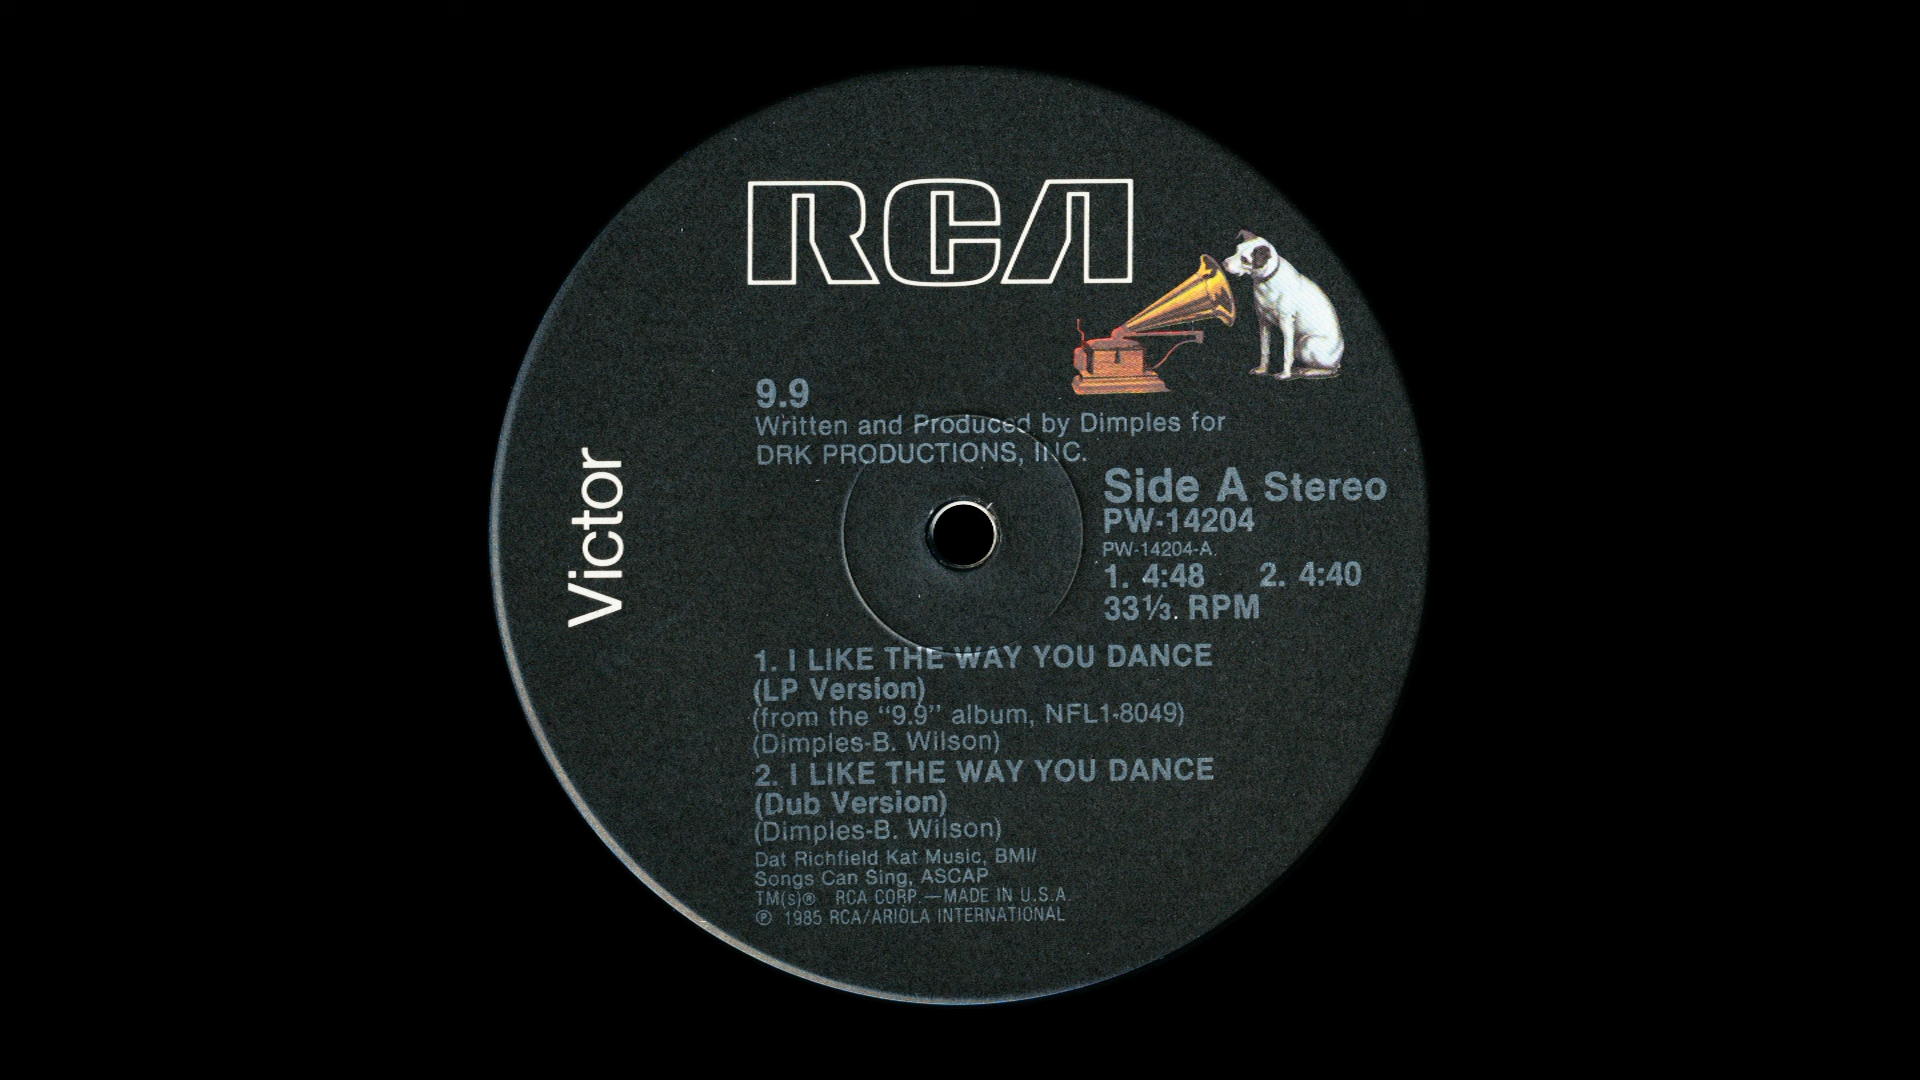 RCA
Victor
9.9
Written and Produced by Dimples for
DRK PRODUCTIONS, INC.
Side A Stereo
PW-14204
PW-14204-A.
1. 4:48 2. 4:40
33⅓. RPM
1. I LIKE THE WAY YOU DANCE
(LP Version)
(from the “9.9” album, NFL1-8049)
(Dimples-B. Wilson)
2. I LIKE THE WAY YOU DANCE
(Dub Version)
(Dimples-B. Wilson)
Dat Richfield Kat Music, BMI/
Songs Can Sing, ASCAP
TM(s)® RCA CORP.—MADE IN U.S.A.
℗ 1985 RCA/ARIOLA INTERNATIONAL